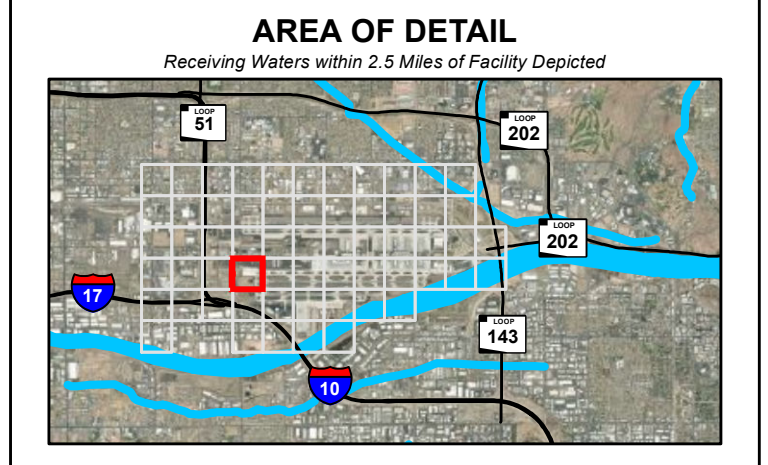 AREA OF DETAIL
Receiving Waters within 2.5 Miles of Facility Depicted
LOOP
51
LOOP
202
LOOP
202
17
LOOP
143
10